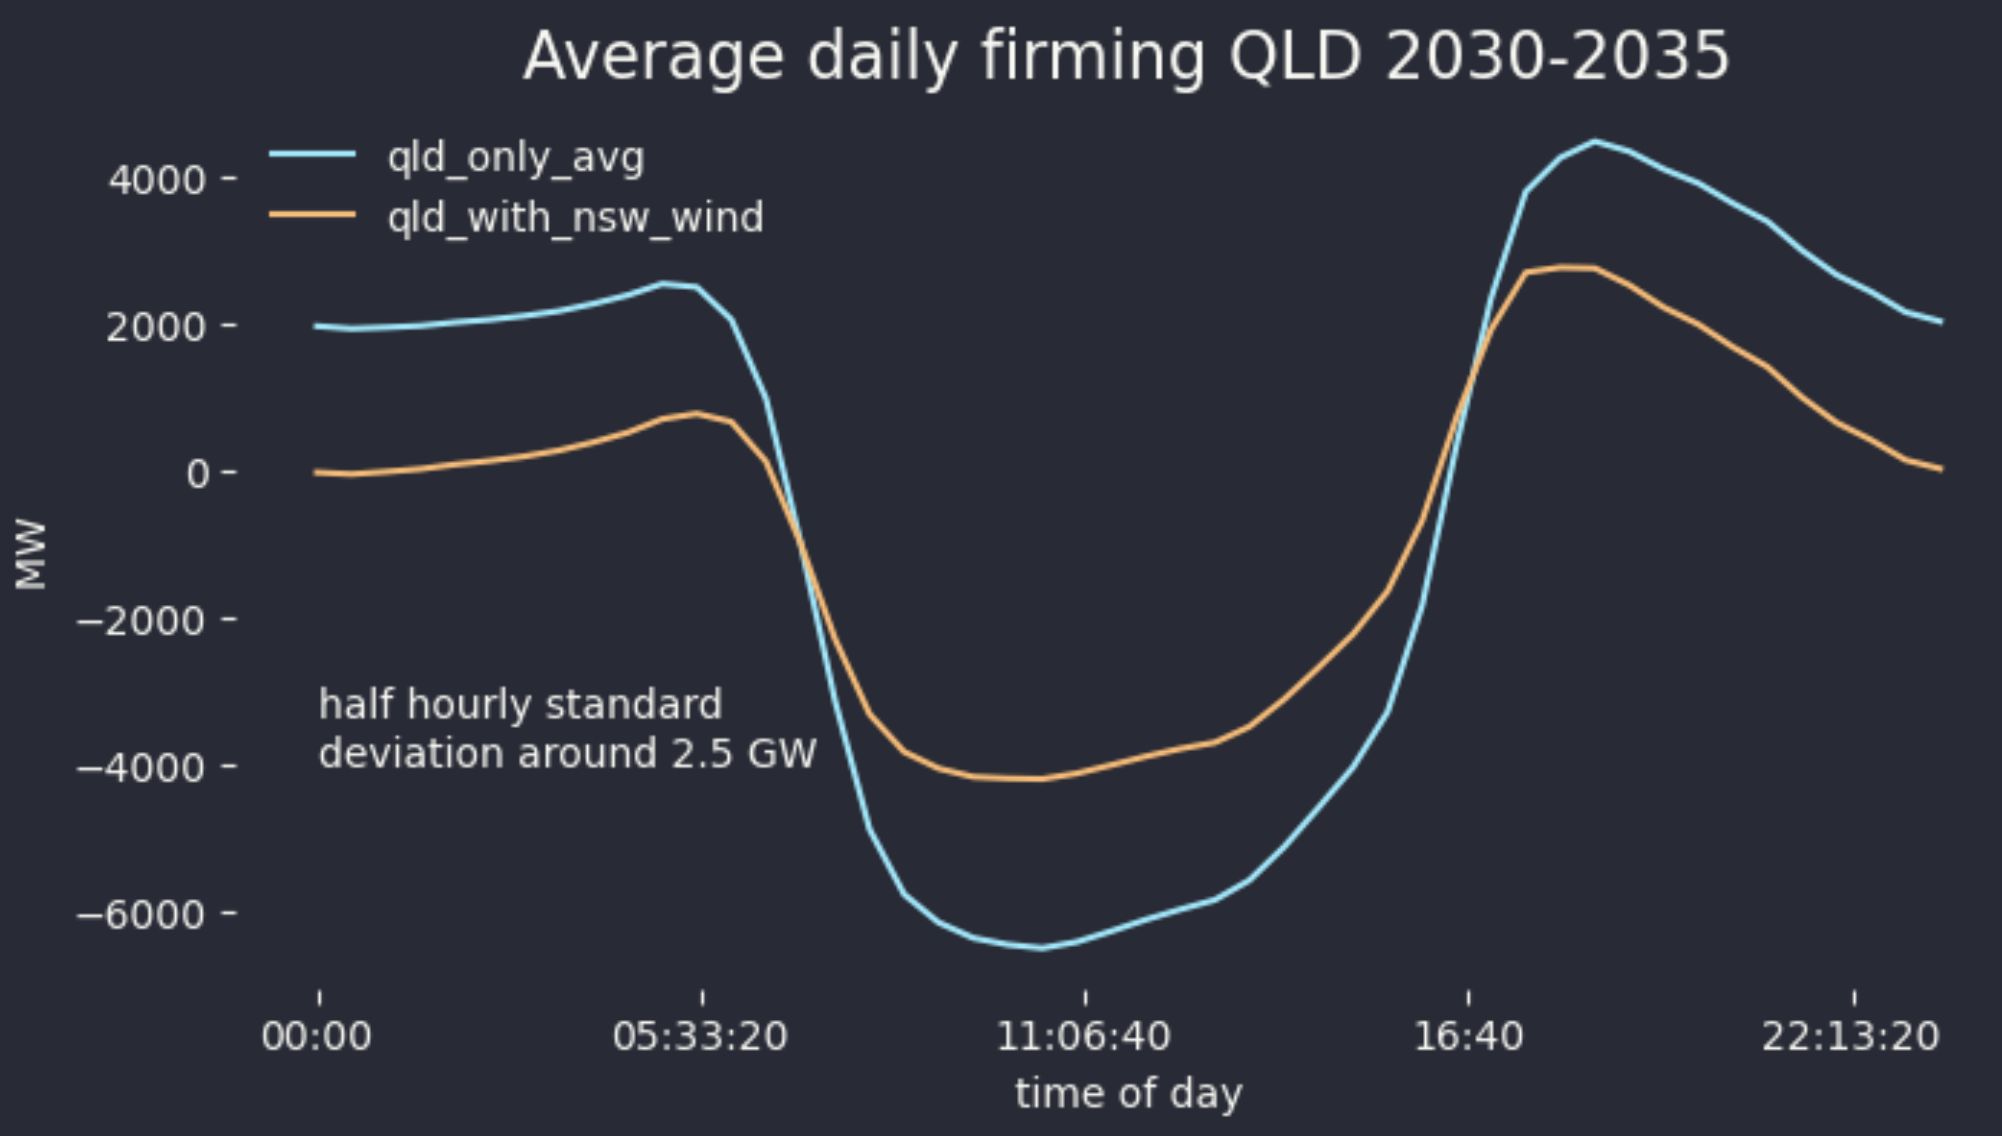 Average daily firming QLD 2030-2035
qld_only_avg
qld_with_nsw_wind
4000
2000
0
−2000
−4000
−6000
MW
half hourly standard
deviation around 2.5 GW
00:00 05:33:20 11:06:40 16:40 22:13:20
time of day